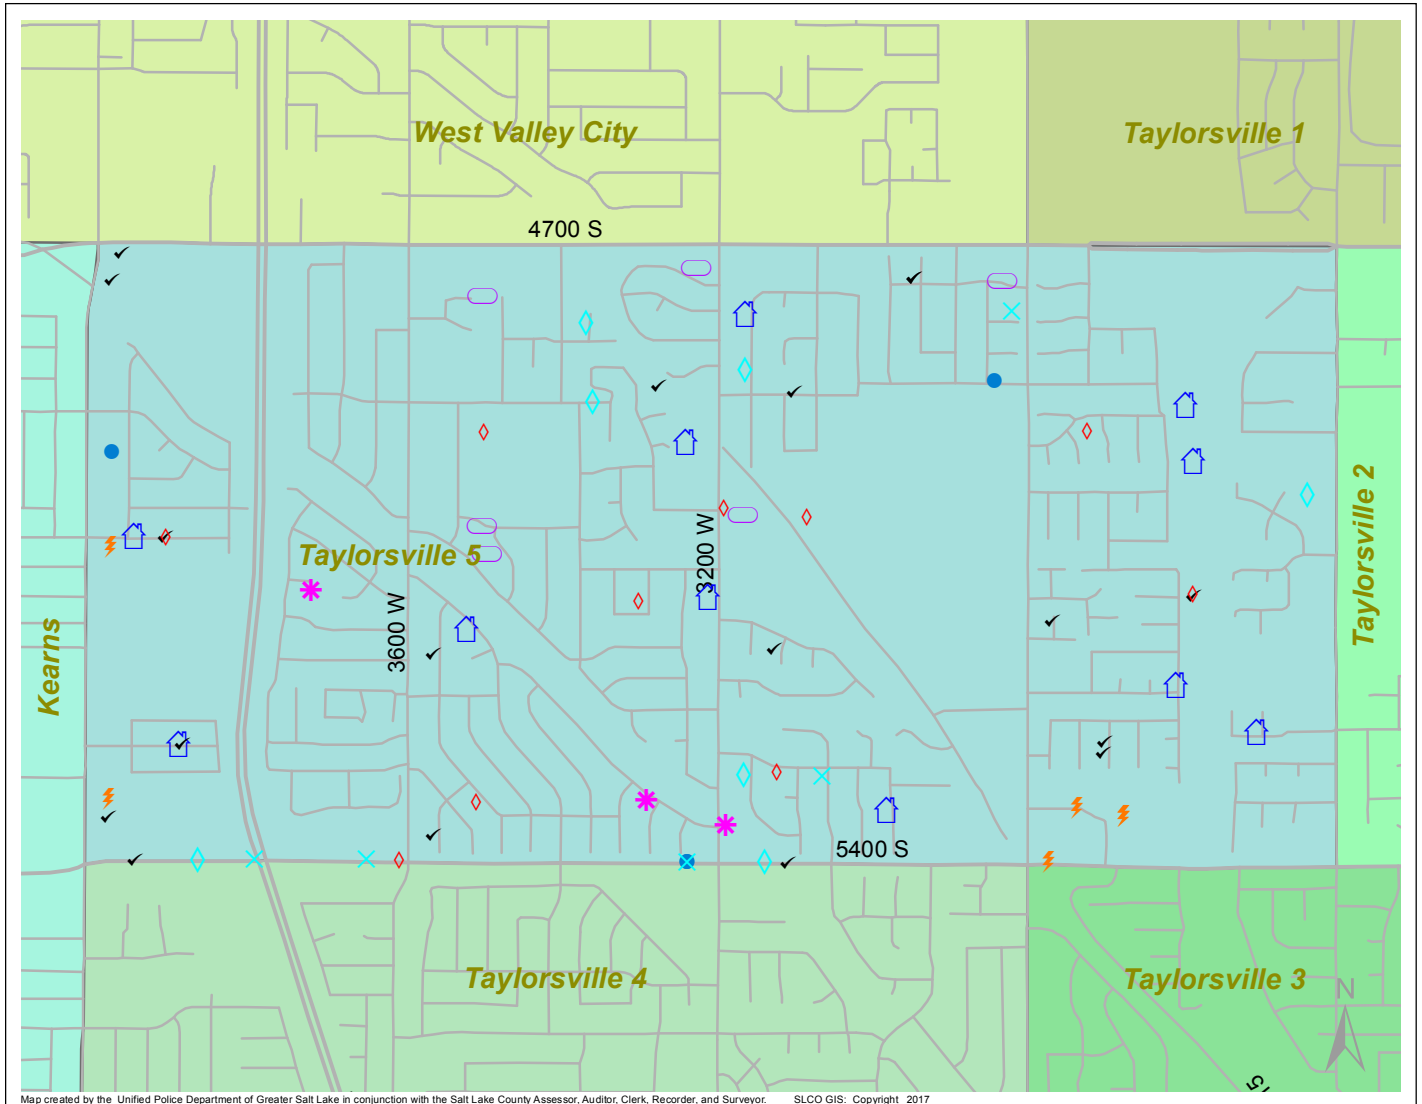 West Valley City
Taylorsville 1
4700 S
Taylorsville 2
3200 W
Taylorsville 5
3600 W
Kearns
5400 S
Taylorsville 4
Taylorsville 3
N
15
Map created by the Unified Police Department of Greater Salt Lake in conjunction with the Salt Lake County Assessor, Auditor, Clerk, Recorder, and Surveyor. SLCO GIS: Copyright 2017